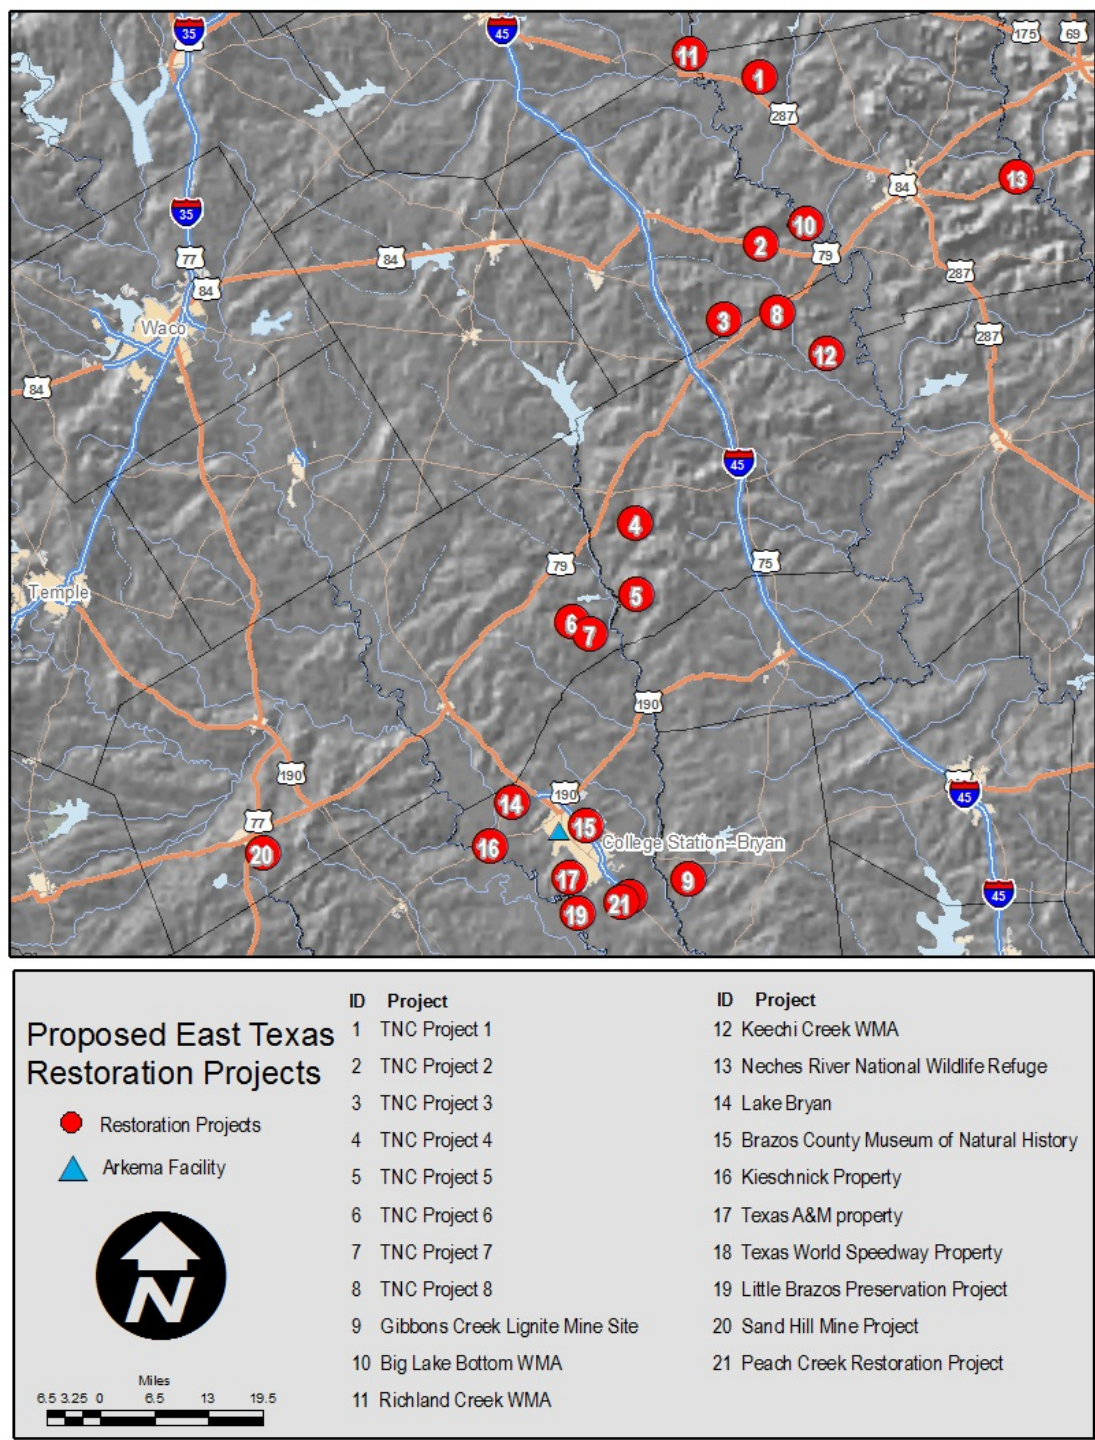 35
45
175
69
11
1
287
84
13
35
10
2
79
77
84
84
287
3
8
Waco
287
12
84
45
4
79
75
Temple
5
6
7
190
190
45
14
190
77
15
College Station--Bryan
16
20
17
9
21
45
19
Proposed East Texas
Restoration Projects
Restoration Projects
Arkema Facility
N
Miles
6.5 3.25 0 6.5 13 19.5
ID Project
1 TNC Project 1
2 TNC Project 2
3 TNC Project 3
4 TNC Project 4
5 TNC Project 5
6 TNC Project 6
7 TNC Project 7
8 TNC Project 8
9 Gibbons Creek Lignite Mine Site
10 Big Lake Bottom WMA
11 Richland Creek WMA
ID Project
12 Keechi Creek WMA
13 Neches River National Wildlife Refuge
14 Lake Bryan
15 Brazos County Museum of Natural History
16 Kieschnick Property
17 Texas A&M property
18 Texas World Speedway Property
19 Little Brazos Preservation Project
20 Sand Hill Mine Project
21 Peach Creek Restoration Project